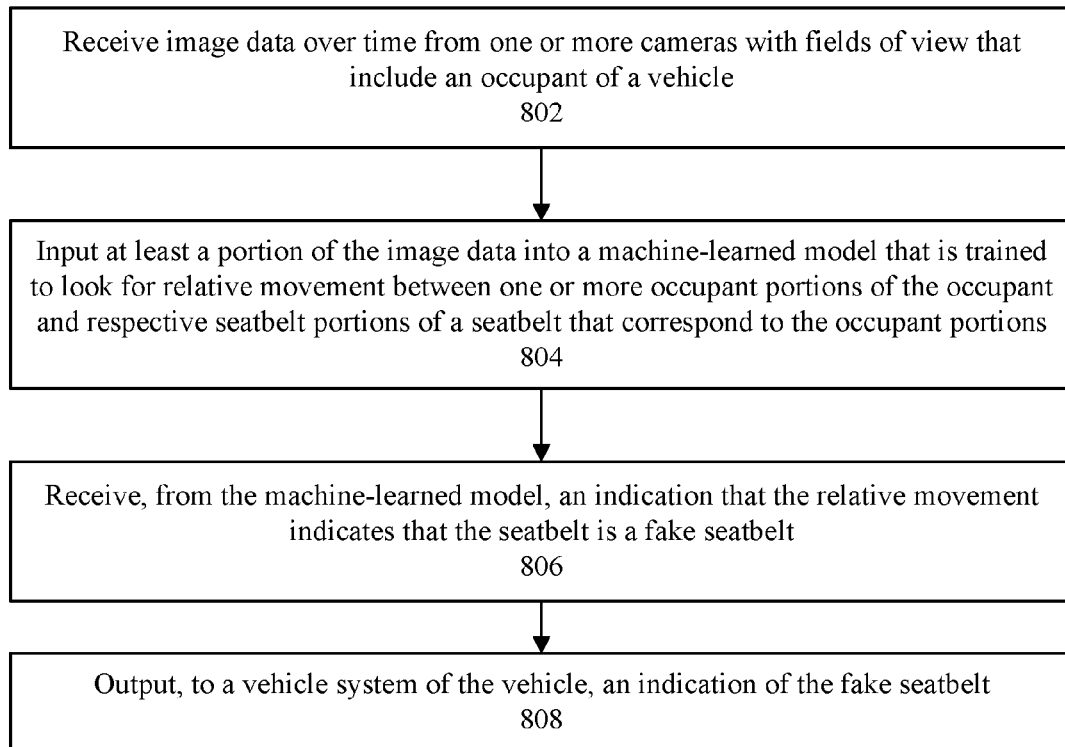 Receive image data over time from one or more cameras with fields of view that
include an occupant of a vehicle
802
Input at least a portion of the image data into a machine-learned model that is trained
to look for relative movement between one or more occupant portions of the occupant
and respective seatbelt portions of a seatbelt that correspond to the occupant portions
804
Receive, from the machine-learned model, an indication that the relative movement
indicates that the seatbelt is a fake seatbelt
806
Output, to a vehicle system of the vehicle, an indication of the fake seatbelt
808